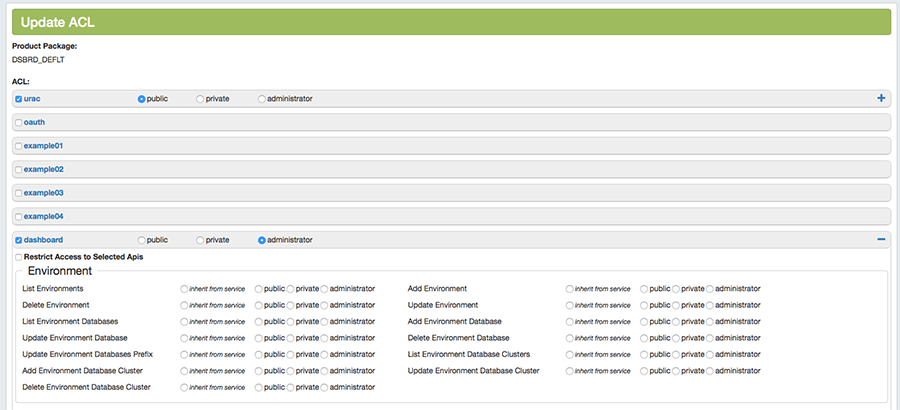 Update ACL
Product Package:
DSBRD_DEFLT
ACL:
urac public private administrator
oauth
example01
example02
example03
example04
dashboard public private administrator
Restrict Access to Selected Apis
Environment
List Environments inherit from service public private administrator Add Environment inherit from service public private administrator
Delete Environment inherit from service public private administrator Update Environment inherit from service public private administrator
List Environment Databases inherit from service public private administrator Add Environment Database inherit from service public private administrator
Update Environment Database inherit from service public private administrator Delete Environment Database inherit from service public private administrator
Update Environment Databases Prefix inherit from service public private administrator List Environment Database Clusters inherit from service public private administrator
Add Environment Database Cluster inherit from service public private administrator Update Environment Database Cluster inherit from service public private administrator
Delete Environment Database Cluster inherit from service public private administrator